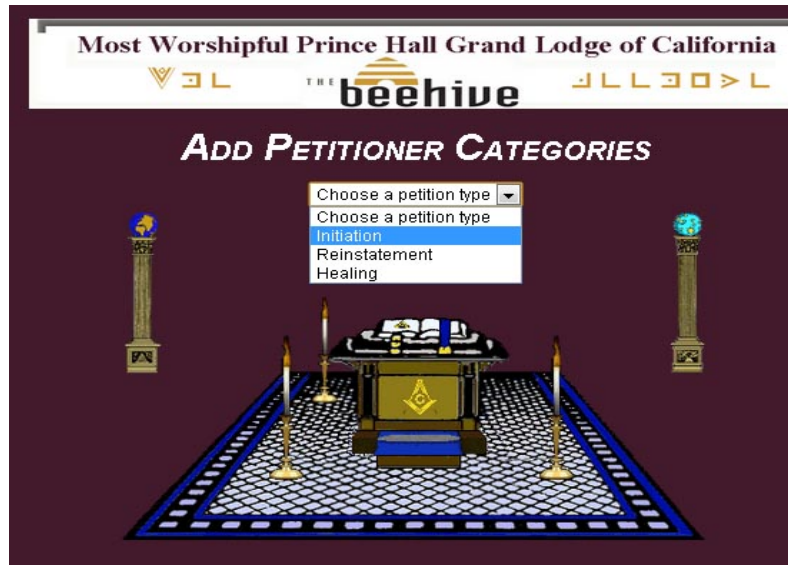 Most Worshipful Prince Hall Grand Lodge of California
THE beehive
ADD PETITIONER CATEGORIES
Choose a petition type
Choose a petition type
Initiation
Reinstatement
Healing